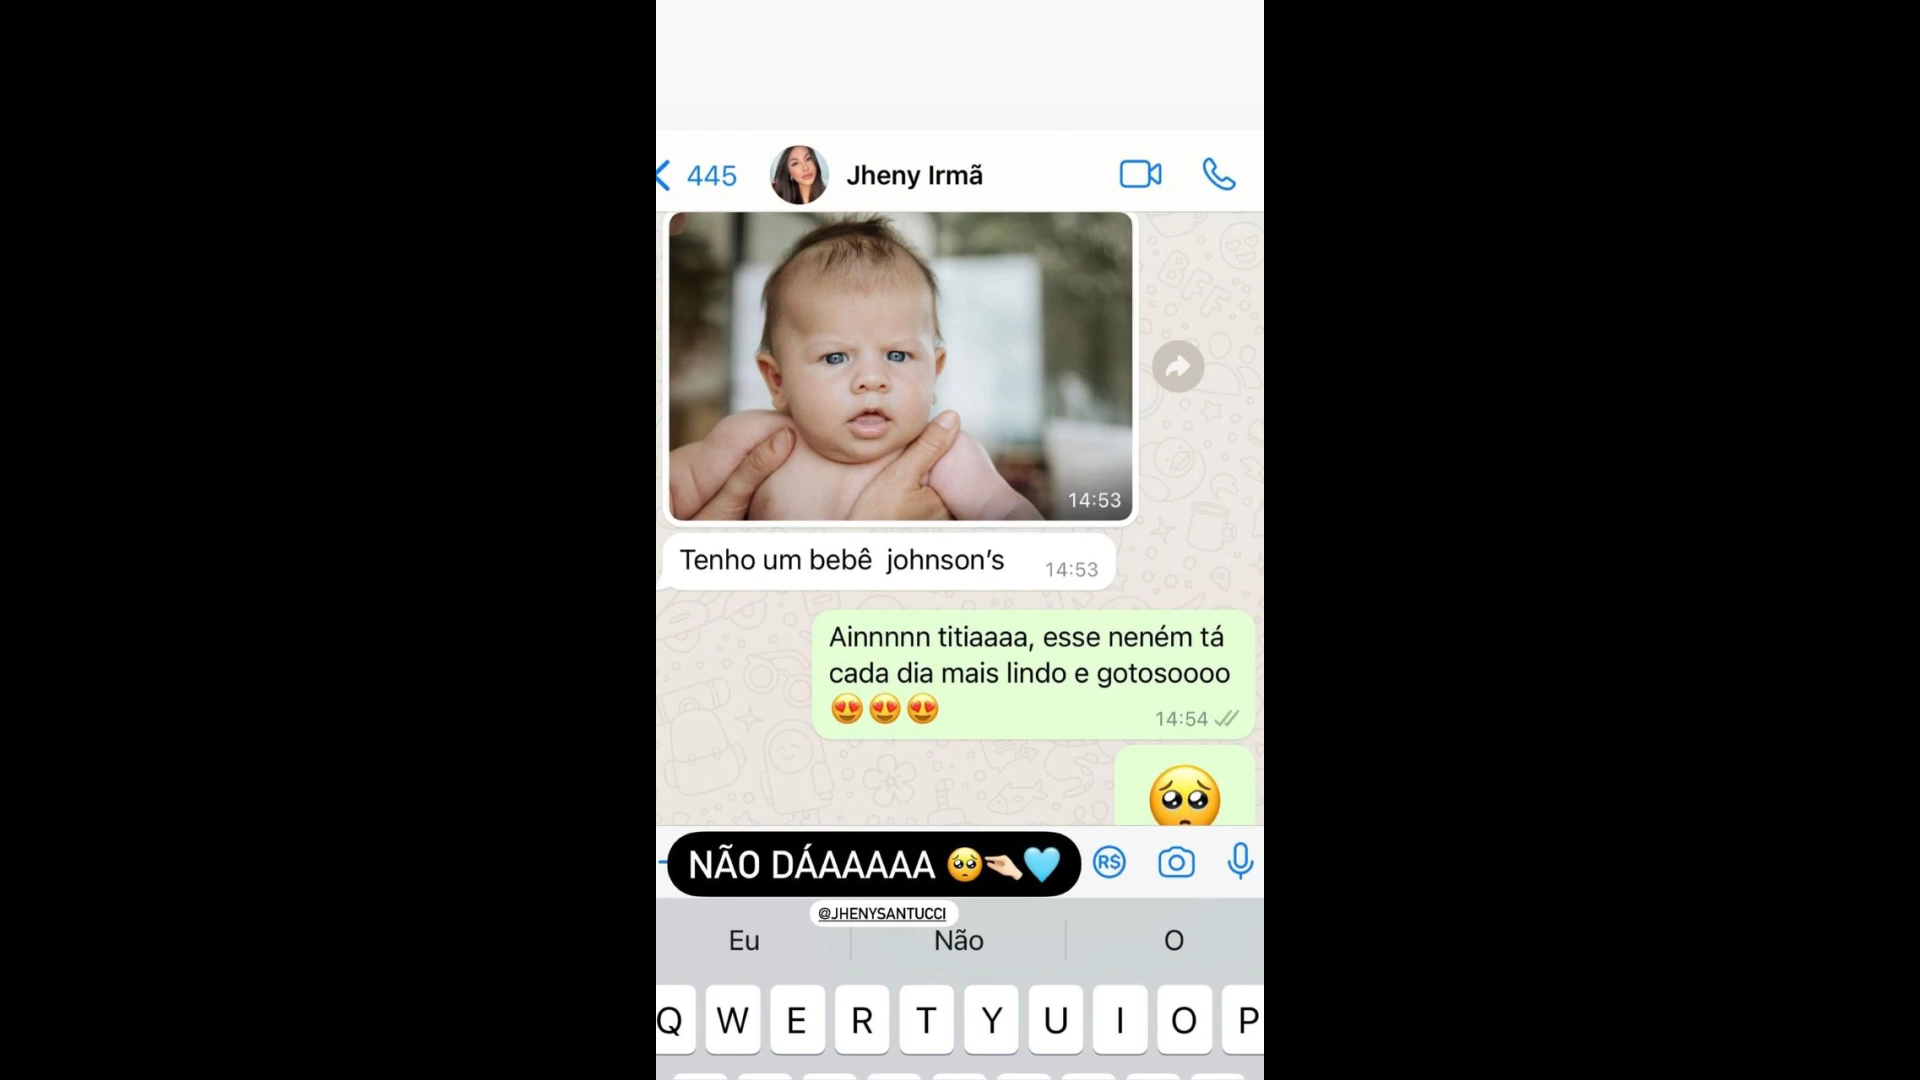 445
Jheny Irmã
14:53
Tenho um bebê johnson's
14:53
Ainnnnn titiaaaa, esse neném tá
cada dia mais lindo e gotosoooo
😍😍😍
14:54
🥺
NÃO DÁAAAAA 🥺🫳🏻🩵
R$
@JHENYSANTUCCI
Eu Não O
Q W E R T Y U I O P